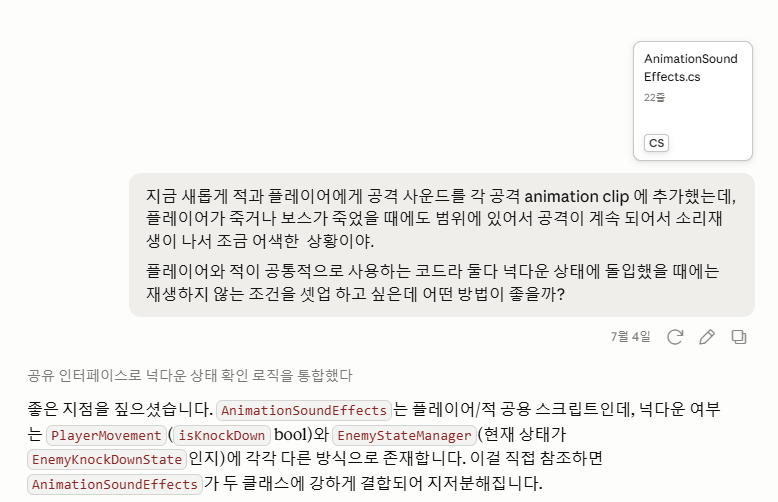 AnimationSound
Effects.cs
22줄
CS
지금 새롭게 적과 플레이어에게 공격 사운드를 각 공격 animation clip 에 추가했는데,
플레이어가 죽거나 보스가 죽었을 때에도 범위에 있어서 공격이 계속 되어서 소리재
생이 나서 조금 어색한 상황이야.
플레이어와 적이 공통적으로 사용하는 코드라 둘다 넉다운 상태에 돌입했을 때에는
재생하지 않는 조건을 셋업 하고 싶은데 어떤 방법이 좋을까?
7월 4일
공유 인터페이스로 넉다운 상태 확인 로직을 통합했다
좋은 지점을 짚으셨습니다. AnimationSoundEffects는 플레이어/적 공용 스크립트인데, 넉다운 여부
는 PlayerMovement(isKnockDown bool)와 EnemyStateManager(현재 상태가
EnemyKnockDownState인지)에 각각 다른 방식으로 존재합니다. 이걸 직접 참조하면
AnimationSoundEffects가 두 클래스에 강하게 결합되어 지저분해집니다.